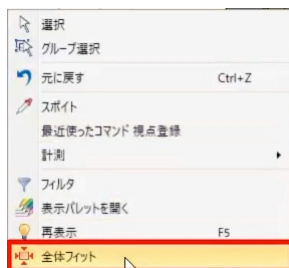 選択
グループ選択
元に戻す Ctrl+Z
スポイト
最近使ったコマンド 視点登録
計測
フィルタ
表示パレットを開く
再表示 F5
全体フィット